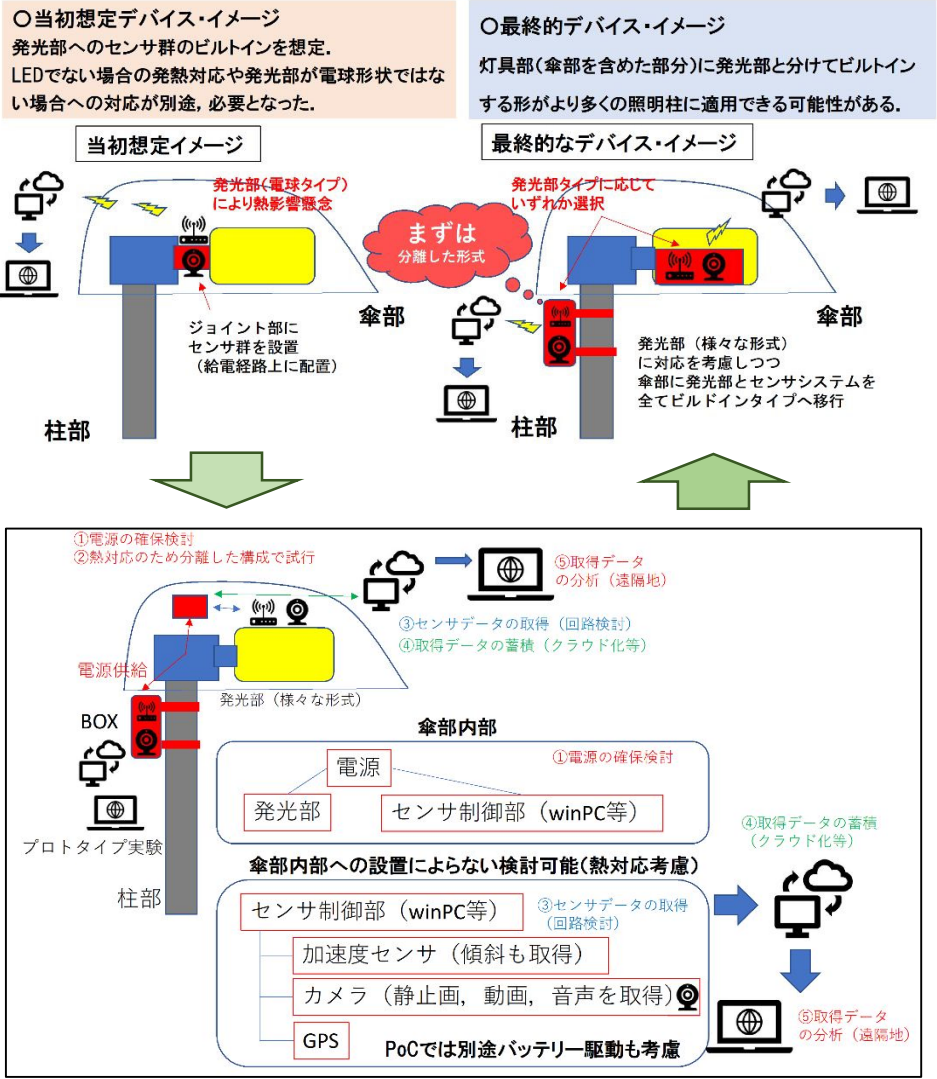 〇当初想定デバイス・イメージ
発光部へのセンサ群のビルトインを想定．
LEDでない場合の発熱対応や発光部が電球形状ではな
い場合への対応が別途，必要となった．
〇最終的デバイス・イメージ
灯具部（傘部を含めた部分）に発光部と分けてビルトイン
する形がより多くの照明柱に適用できる可能性がある．
当初想定イメージ
発光部（電球タイプ）
により熱影響懸念
ジョイント部に
センサ群を設置
（給電経路上に配置）
傘部
柱部
最終的なデバイス・イメージ
発光部タイプに応じて
いずれか選択
まずは
分離した形式
傘部
発光部（様々な形式）
に対応を考慮しつつ
傘部に発光部とセンサシステムを
全てビルドインタイプへ移行
柱部
①電源の確保検討
②熱対応のため分離した構成で試行
⑤取得データ
の分析（遠隔地）
③センサデータの取得（回路検討）
④取得データの蓄積（クラウド化等）
電源供給
発光部（様々な形式）
BOX
プロトタイプ実験
柱部
傘部内部
①電源の確保検討
電源
発光部
センサ制御部（winPC等）
傘部内部への設置によらない検討可能（熱対応考慮）
センサ制御部（winPC等）
③センサデータの取得
（回路検討）
加速度センサ（傾斜も取得）
カメラ（静止画，動画，音声を取得）
GPS
PoCでは別途バッテリー駆動も考慮
④取得データの蓄積
（クラウド化等）
⑤取得データ
の分析（遠隔地）